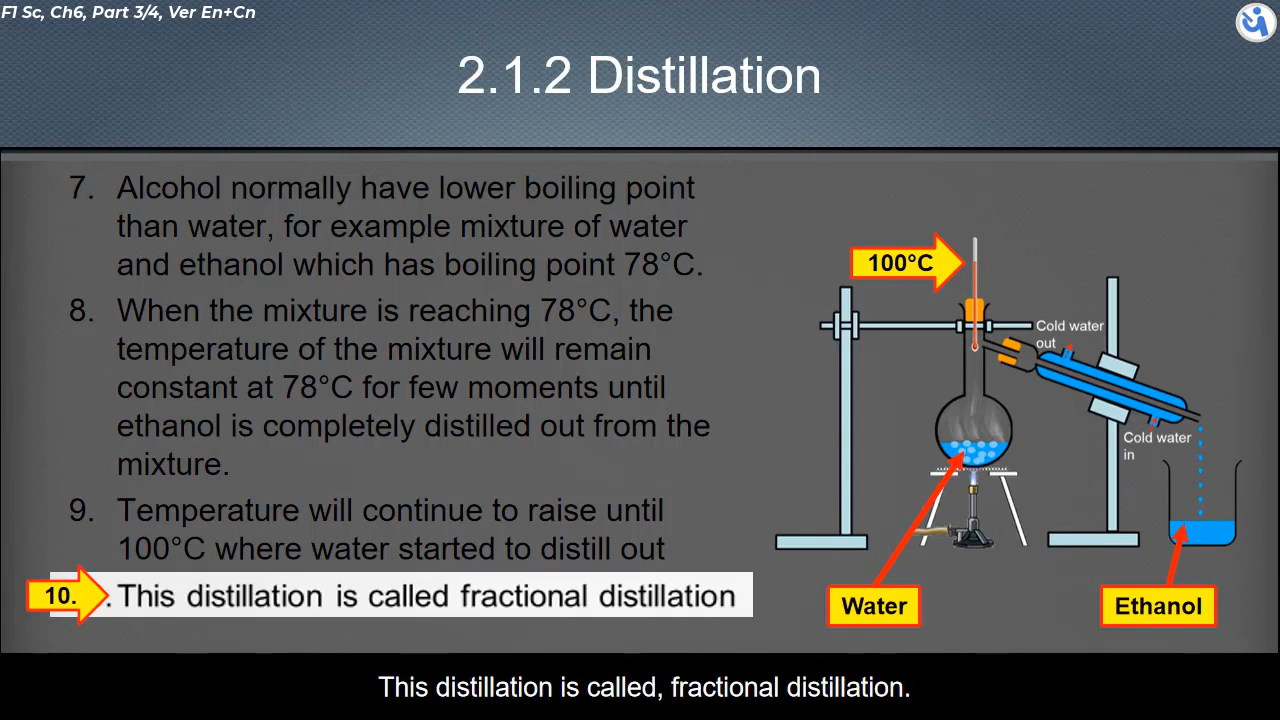 F1 Sc, Ch6, Part 3/4, Ver En+Cn
2.1.2 Distillation
7. Alcohol normally have lower boiling point
than water, for example mixture of water
and ethanol which has boiling point 78°C.
8. When the mixture is reaching 78°C, the
temperature of the mixture will remain
constant at 78°C for few moments until
ethanol is completely distilled out from the
mixture.
9. Temperature will continue to raise until
100°C where water started to distill out
10. This distillation is called fractional distillation
100°C
Cold water
out
Cold water
in
Water
Ethanol
This distillation is called, fractional distillation.